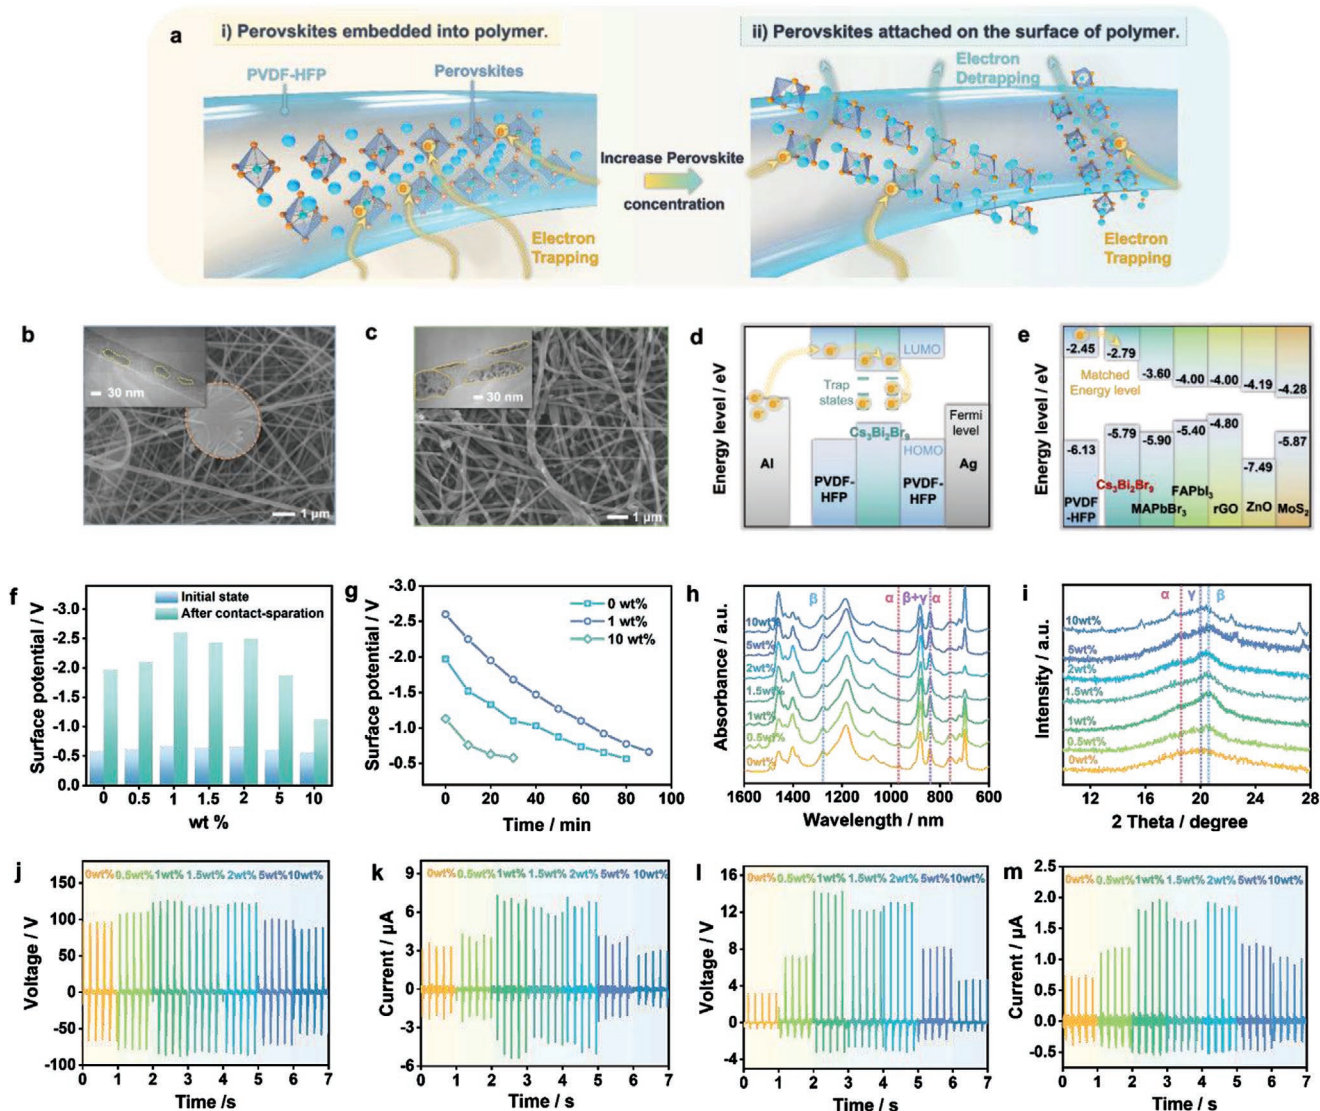 a
i) Perovskites embedded into polymer.
ii) Perovskites attached on the surface of polymer.
PVDF-HFP
Perovskites
Electron
Detrapping
Increase Perovskite
concentration
Electron
Trapping
Electron
Trapping
b
30 nm
1 μm
c
30 nm
1 μm
d
Energy level / eV
LUMO
Trap
states
Cs₃Bi₂Br₉
Fermi
level
HOMO
Al
PVDF-
HFP
PVDF-
HFP
Ag
e
Energy level / eV
-2.45
-2.79
-3.60
-4.00
-4.00
-4.19
-4.28
Matched
Energy level
-6.13
-5.79
-5.90
-5.40
-4.80
-7.49
-5.87
PVDF
-HFP
Cs₃Bi₂Br₉
MAPbBr₃
FAPbI₃
rGO
ZnO
MoS₂
f
Surface potential / V
-3.0
-2.5
-2.0
-1.5
-1.0
-0.5
0.0
Initial state
After contact-sparation
0 0.5 1 1.5 2 5 10
wt %
g
Surface potential / V
-3.0
-2.5
-2.0
-1.5
-1.0
-0.5
0 wt%
1 wt%
10 wt%
0 20 40 60 80 100
Time / min
h
Absorbance / a.u.
β α β+γ α
10wt%
5wt%
2wt%
1.5wt%
1wt%
0.5wt%
0wt%
1600 1400 1200 1000 800 600
Wavelength / nm
i
Intensity / a.u.
α γ β
10wt%
5wt%
2wt%
1.5wt%
1wt%
0.5wt%
0wt%
12 16 20 24 28
2 Theta / degree
j
Voltage / V
150
100
50
0
-50
-100
0wt% 0.5wt% 1wt% 1.5wt% 2wt% 5wt% 10wt%
0 1 2 3 4 5 6 7
Time /s
k
Current / μA
9
6
3
0
-3
-6
0wt% 0.5wt% 1wt% 1.5wt% 2wt% 5wt% 10wt%
0 1 2 3 4 5 6 7
Time / s
l
Voltage / V
16
12
8
4
0
-4
0wt% 0.5wt% 1wt% 1.5wt% 2wt% 5wt% 10wt%
0 1 2 3 4 5 6 7
Time / s
m
Current / μA
2.5
2.0
1.5
1.0
0.5
0.0
-0.5
0wt% 0.5wt% 1wt% 1.5wt% 2wt% 5wt% 10wt%
0 1 2 3 4 5 6 7
Time / s